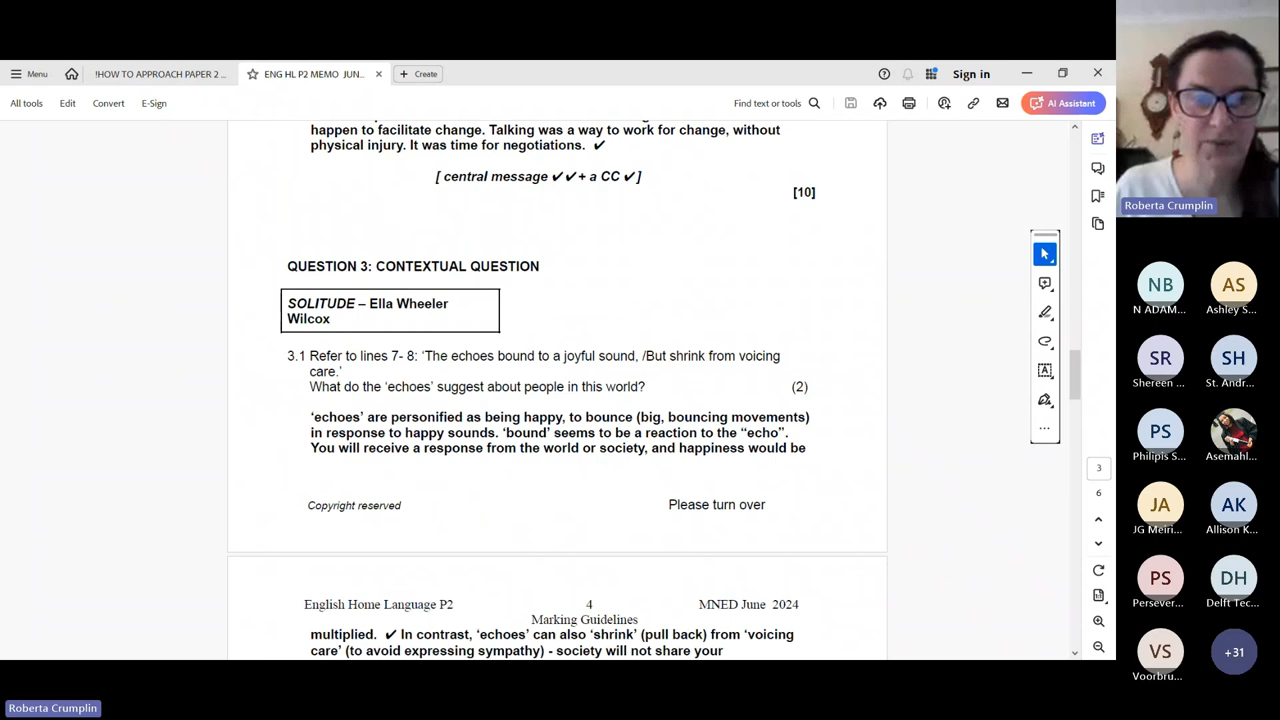 Menu
!HOW TO APPROACH PAPER 2 ...
ENG HL P2 MEMO JUN...
Create
Sign in
All tools
Edit
Convert
E-Sign
Find text or tools
AI Assistant
happen to facilitate change. Talking was a way to work for change, without
physical injury. It was time for negotiations. ✔
[ central message ✔✔+ a CC ✔]
[10]
QUESTION 3: CONTEXTUAL QUESTION
SOLITUDE – Ella Wheeler
Wilcox
3.1 Refer to lines 7- 8: ‘The echoes bound to a joyful sound, /But shrink from voicing
care.’
What do the ‘echoes’ suggest about people in this world? (2)
‘echoes’ are personified as being happy, to bounce (big, bouncing movements)
in response to happy sounds. ‘bound’ seems to be a reaction to the “echo”.
You will receive a response from the world or society, and happiness would be
Copyright reserved
Please turn over
English Home Language P2 4 MNED June 2024
Marking Guidelines
multiplied. ✔ In contrast, ‘echoes’ can also ‘shrink’ (pull back) from ‘voicing
care’ (to avoid expressing sympathy) - society will not share your
3
6
Roberta Crumplin
NB
N ADAM...
AS
Ashley S...
SR
Shereen ...
SH
St. Andr...
PS
Philipis S...
Asemahl...
JA
JG Meiri...
AK
Allison K...
PS
Persever...
DH
Delft Tec...
VS
Voorbru...
+31
Roberta Crumplin